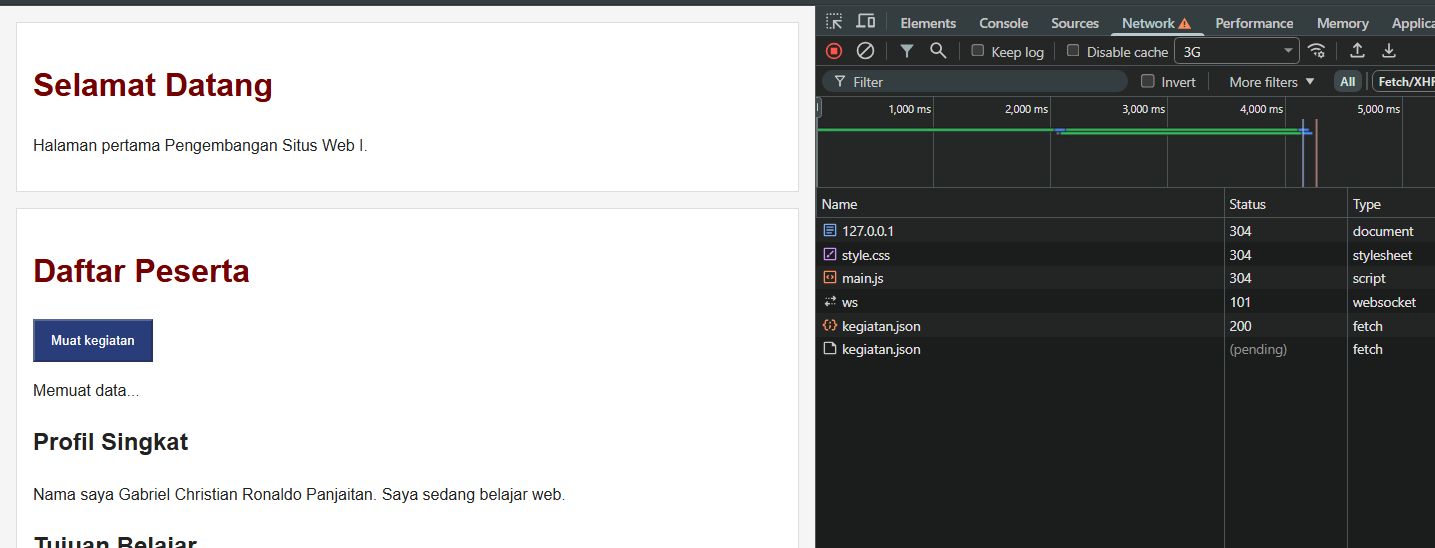 Selamat Datang
Halaman pertama Pengembangan Situs Web I.
Daftar Peserta
Muat kegiatan
Memuat data...
Profil Singkat
Nama saya Gabriel Christian Ronaldo Panjaitan. Saya sedang belajar web.
Tujuan Belajar
Elements Console Sources Network Performance Memory Applica
Keep log Disable cache 3G
Filter Invert More filters All Fetch/XHR
1,000 ms 2,000 ms 3,000 ms 4,000 ms 5,000 ms
Name Status Type
127.0.0.1 304 document
style.css 304 stylesheet
main.js 304 script
ws 101 websocket
kegiatan.json 200 fetch
kegiatan.json (pending) fetch